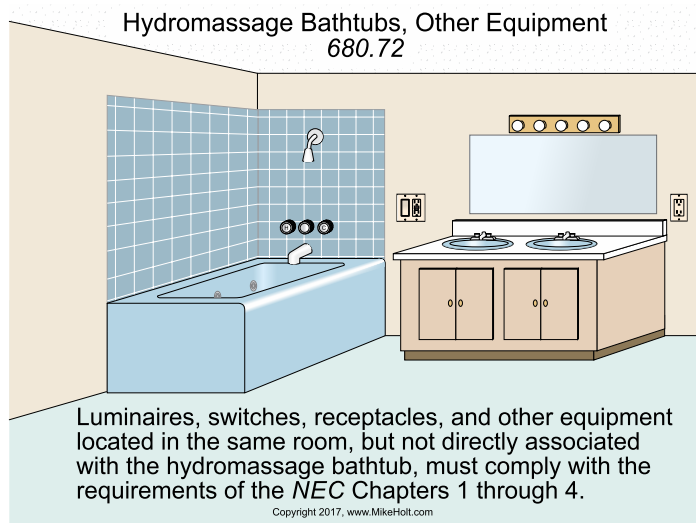 Hydromassage Bathtubs, Other Equipment
680.72
H
C
Luminaires, switches, receptacles, and other equipment
located in the same room, but not directly associated
with the hydromassage bathtub, must comply with the
requirements of the NEC Chapters 1 through 4.
Copyright 2017, www.MikeHolt.com